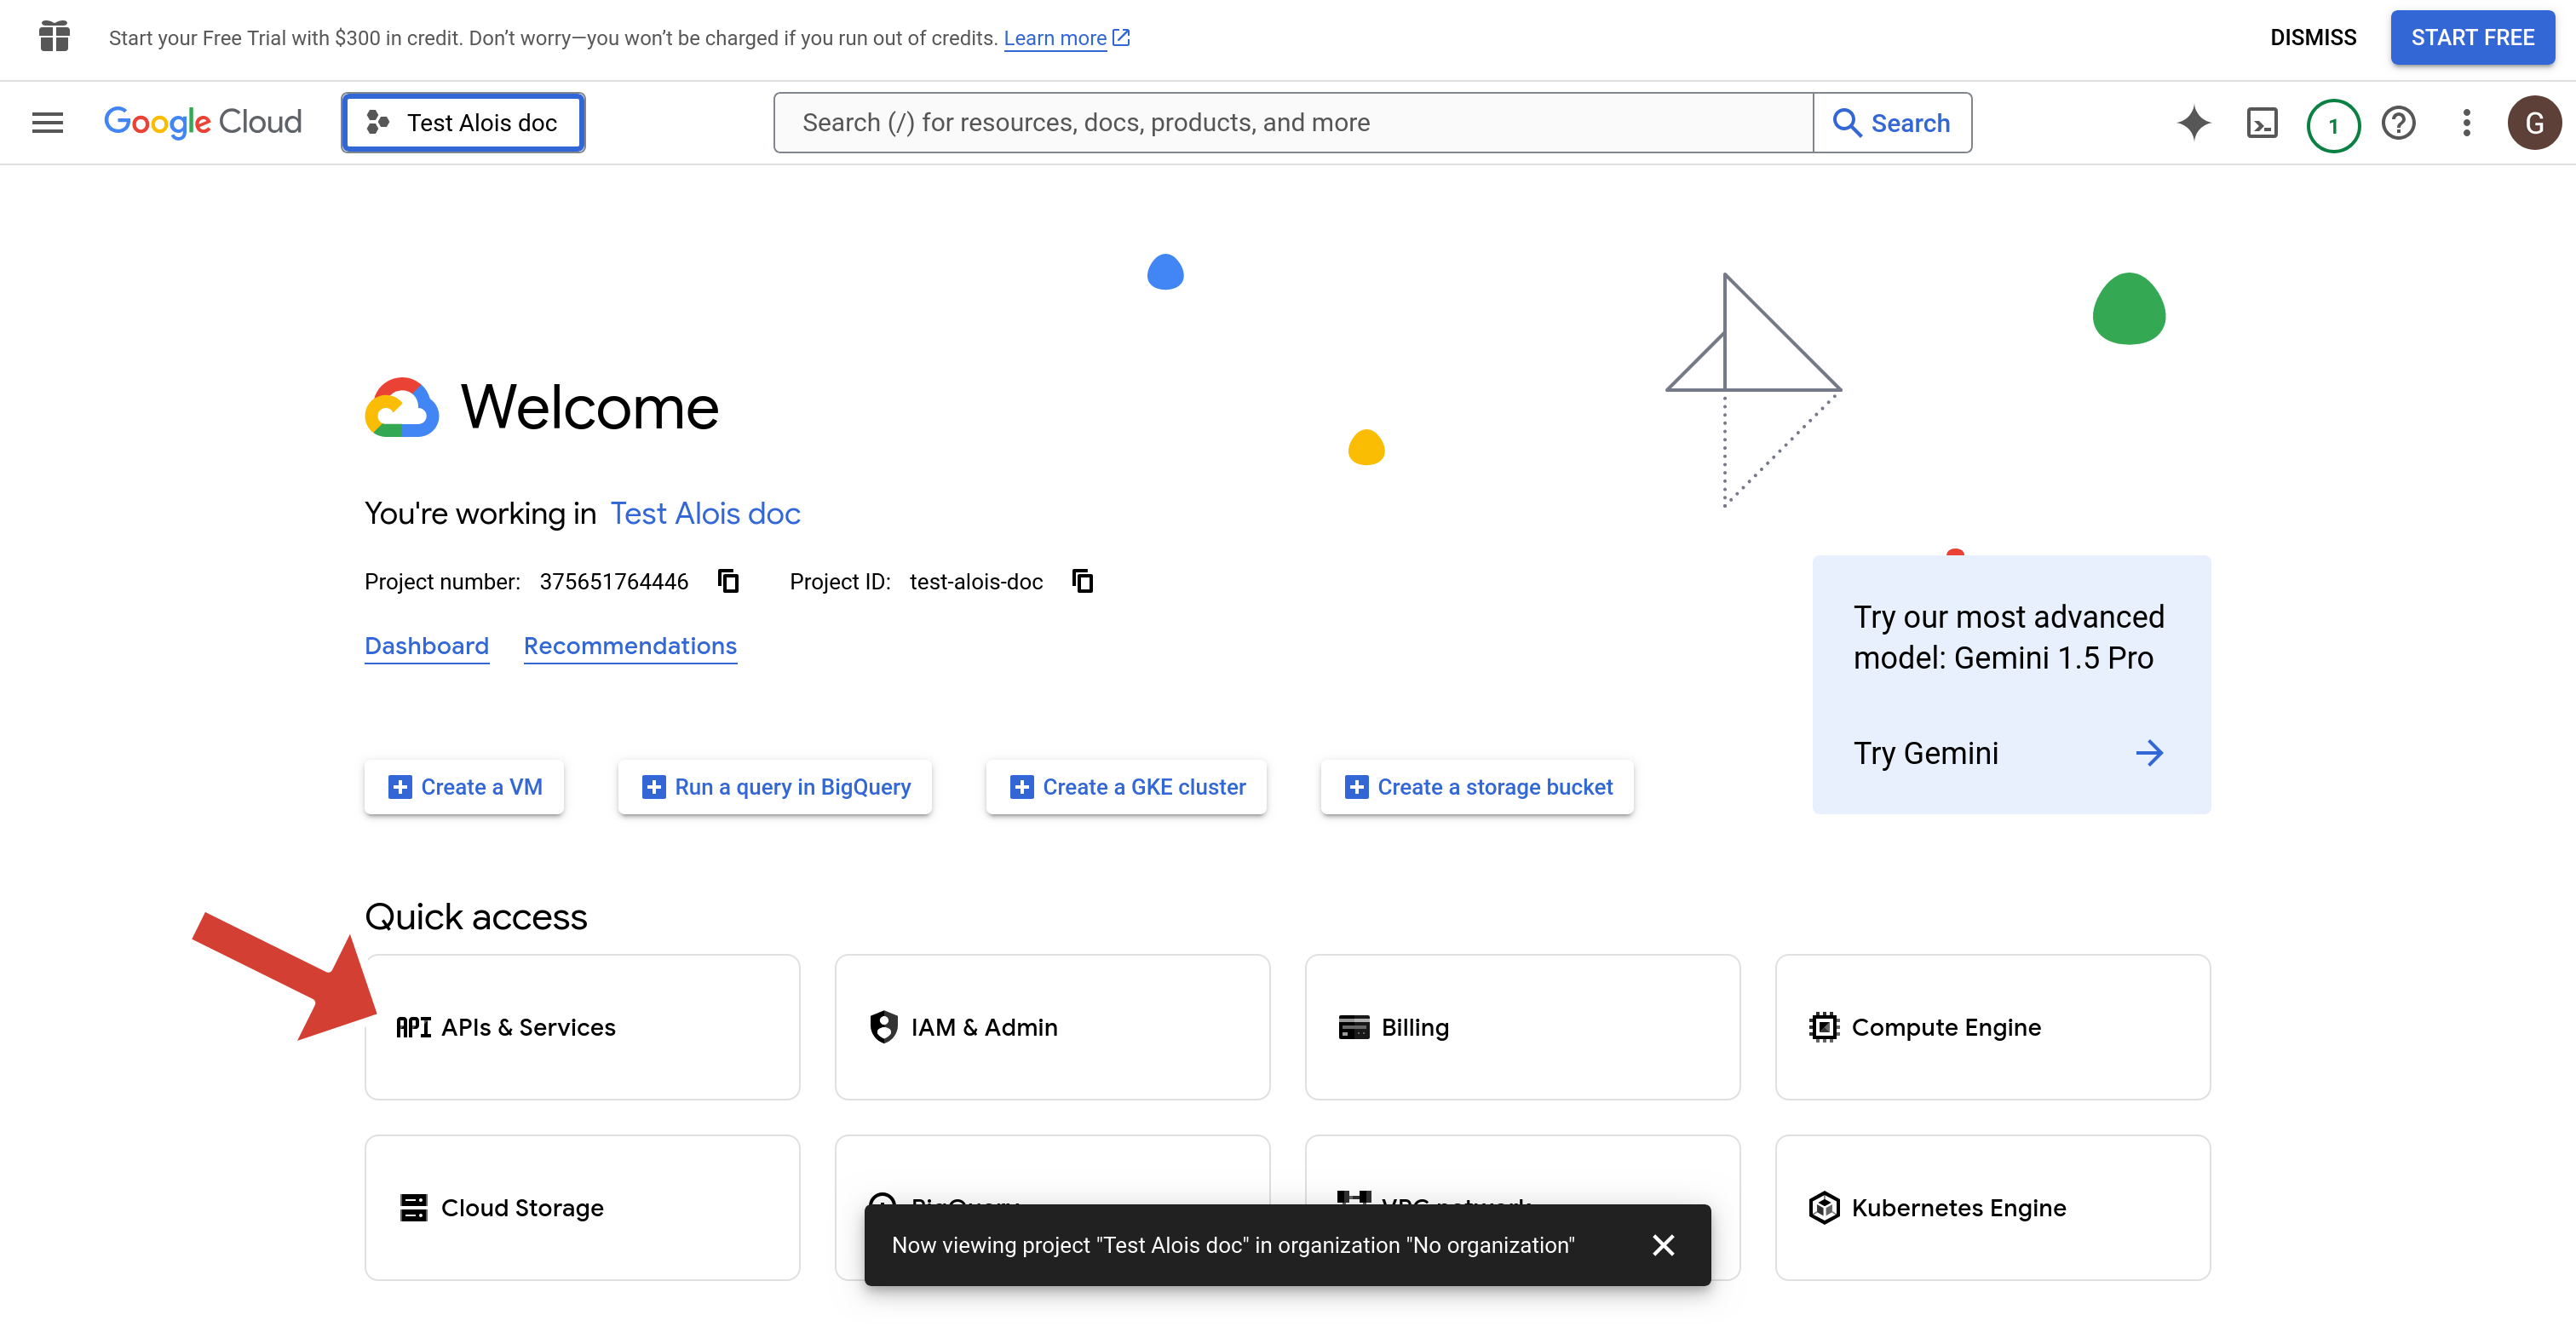 Start your Free Trial with $300 in credit. Don’t worry—you won’t be charged if you run out of credits. Learn more
DISMISS
START FREE
Google Cloud
Test Alois doc
Search (/) for resources, docs, products, and more
Search
1
G
Welcome
You're working in Test Alois doc
Project number: 375651764446 Project ID: test-alois-doc
Dashboard Recommendations
Try our most advanced
model: Gemini 1.5 Pro
Try Gemini
Create a VM
Run a query in BigQuery
Create a GKE cluster
Create a storage bucket
Quick access
API APIs & Services
IAM & Admin
Billing
Compute Engine
Cloud Storage
BigQuery
VPC network
Kubernetes Engine
Now viewing project "Test Alois doc" in organization "No organization"